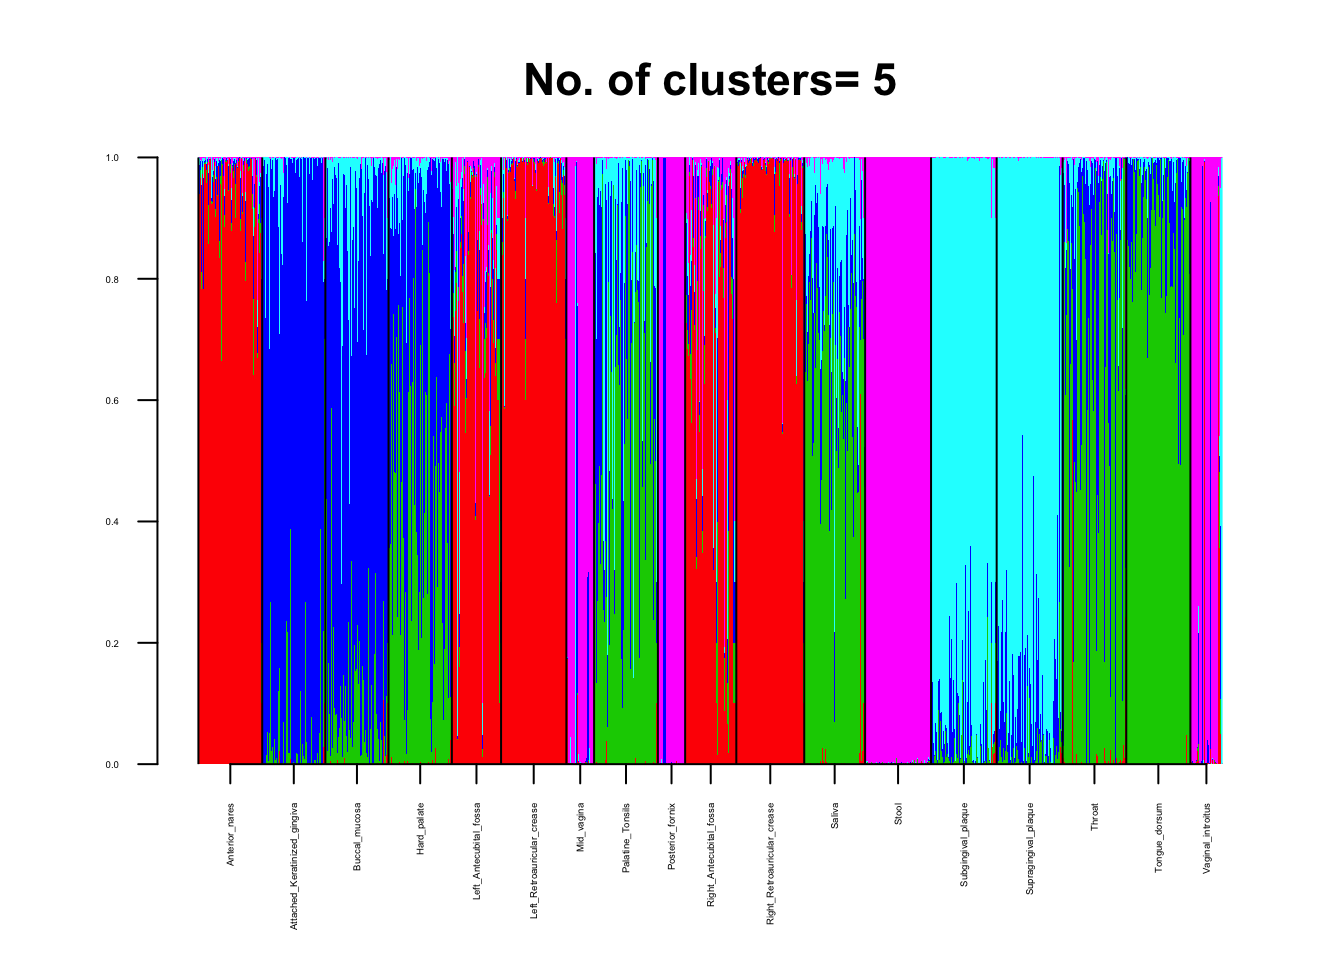 No. of clusters= 5
1.0
0.8
0.6
0.4
0.2
0.0
Anterior_nares
Attached_Keratinized_gingiva
Buccal_mucosa
Hard_palate
Left_Antecubital_fossa
Left_Retroauricular_crease
Mid_vagina
Palatine_Tonsils
Posterior_fornix
Right_Antecubital_fossa
Right_Retroauricular_crease
Saliva
Stool
Subgingival_plaque
Supragingival_plaque
Throat
Tongue_dorsum
Vaginal_introitus